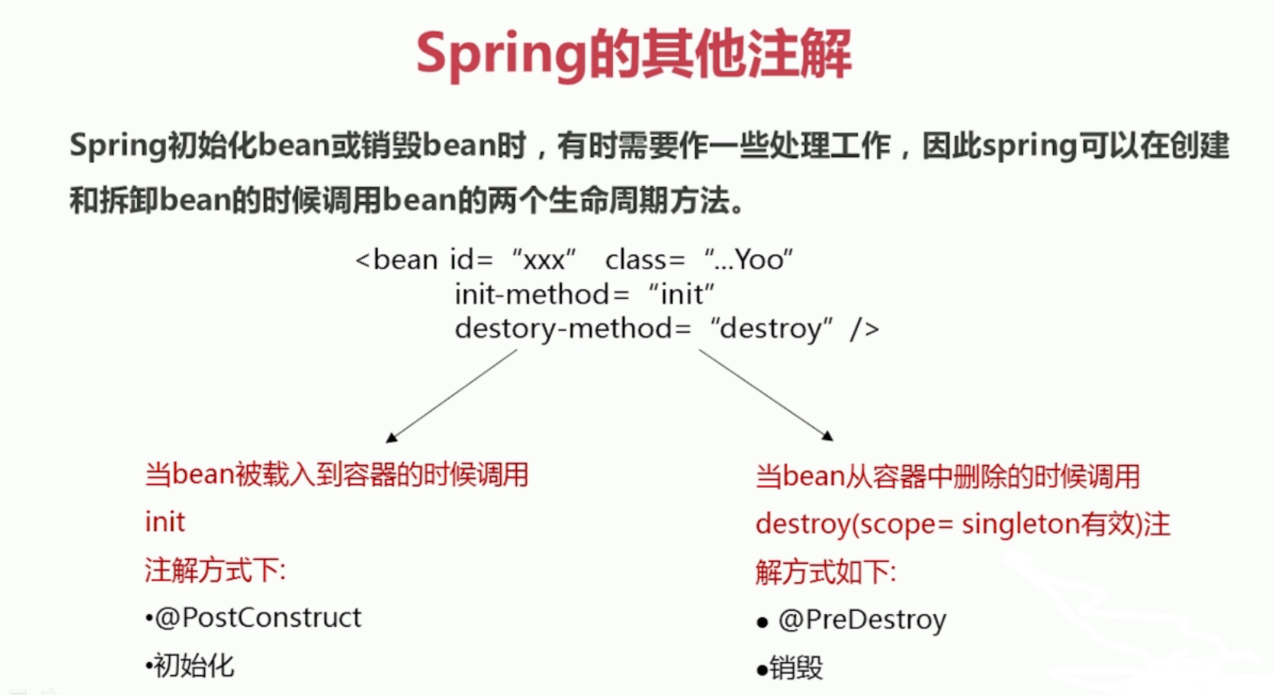 Spring的其他注解
Spring初始化bean或销毁bean时，有时需要作一些处理工作，因此spring可以在创建
和拆卸bean的时候调用bean的两个生命周期方法。
<bean id= “xxx” class= “...Yoo”
init-method= “init”
destory-method= “destroy” />
当bean被载入到容器的时候调用
init
注解方式下:
•@PostConstruct
•初始化
当bean从容器中删除的时候调用
destroy(scope= singleton有效)注
解方式如下:
● @PreDestroy
●销毁